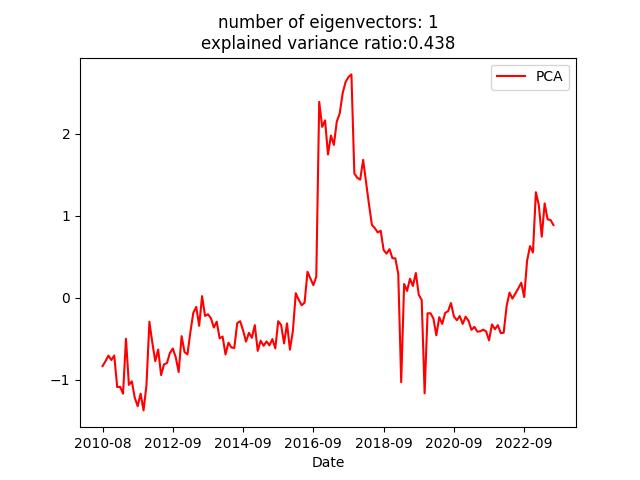 number of eigenvectors: 1
explained variance ratio:0.438
PCA
2
1
0
−1
2010-08 2012-09 2014-09 2016-09 2018-09 2020-09 2022-09
Date